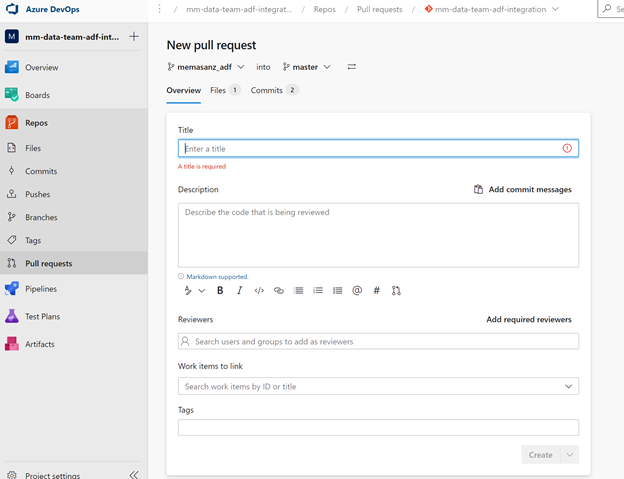 Azure DevOps
/ mm-data-team-adf-integrat... / Repos / Pull requests / mm-data-team-adf-integration
M mm-data-team-adf-int...
Overview
Boards
Repos
Files
Commits
Pushes
Branches
Tags
Pull requests
Pipelines
Test Plans
Artifacts
Project settings
New pull request
memasanz_adf into master
Overview Files 1 Commits 2
Title
Enter a title
A title is required
Description Add commit messages
Describe the code that is being reviewed
Markdown supported.
B I </> @ #
Reviewers Add required reviewers
Search users and groups to add as reviewers
Work items to link
Search work items by ID or title
Tags
Create